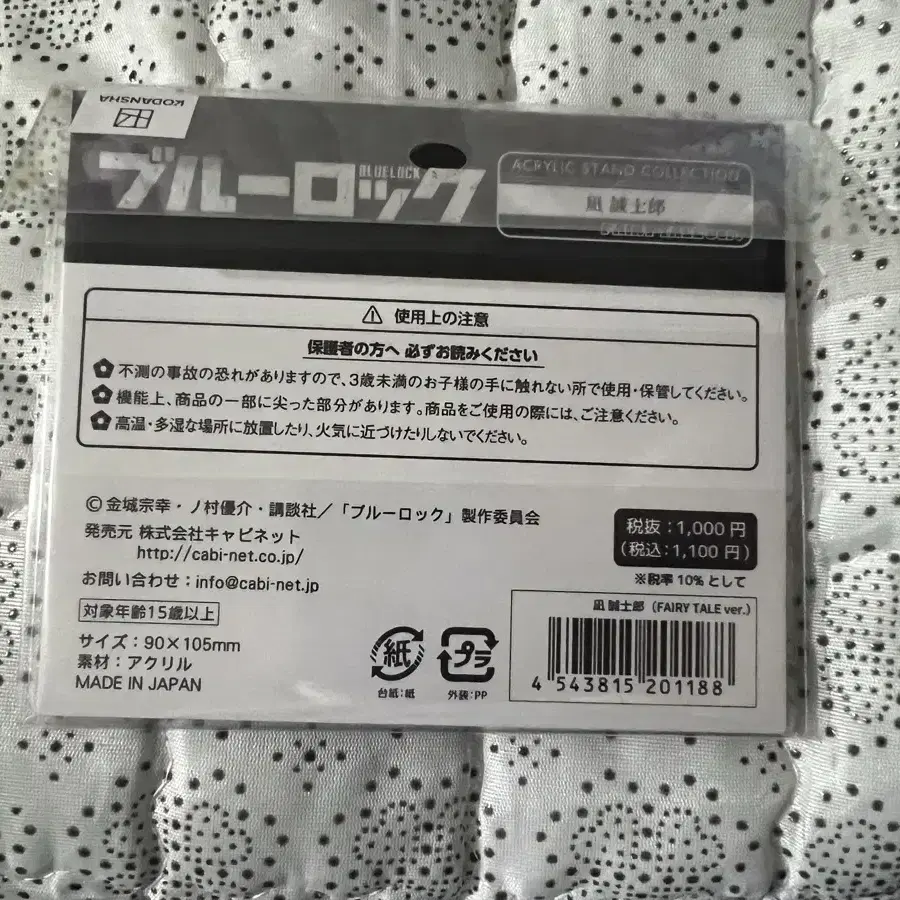 KODANSHA
ブルーロック
BLUELOCK
ACRYLIC STAND COLLECTION
凪 誠士郎
⚠ 使用上の注意
保護者の方へ 必ずお読みください
不測の事故の恐れがありますので、3歳未満のお子様の手に触れない所で使用・保管してください。
機能上、商品の一部に尖った部分があります。商品をご使用の際には、ご注意ください。
高温・多湿な場所に放置したり、火気に近づけたりしないでください。
© 金城宗幸・ノ村優介・講談社/「ブルーロック」製作委員会
発売元 株式会社キャビネット
http://cabi-net.co.jp/
お問い合わせ:info@cabi-net.jp
対象年齢15歳以上
サイズ:90×105mm
素材:アクリル
MADE IN JAPAN
紙
台紙:紙
プラ
外装:PP
税抜:1,000円
(税込:1,100円)
※税率10%として
凪 誠士郎(FAIRY TALE ver.)
4 543815 201188